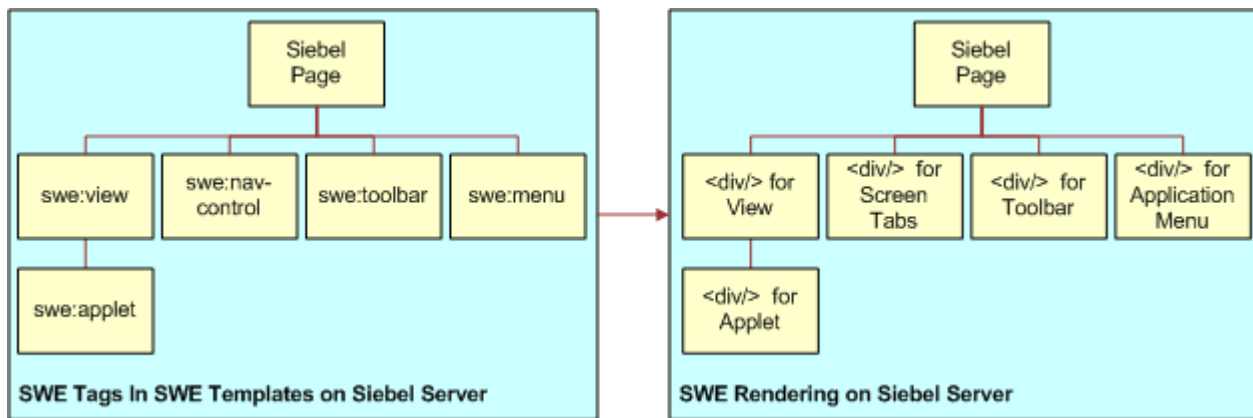 Siebel
Page
swe:view
swe:nav-
control
swe:toolbar
swe:menu
swe:applet
SWE Tags In SWE Templates on Siebel Server
Siebel
Page
<div/> for
View
<div/> for
Screen
Tabs
<div/> for
Toolbar
<div/> for
Application
Menu
<div/> for
Applet
SWE Rendering on Siebel Server